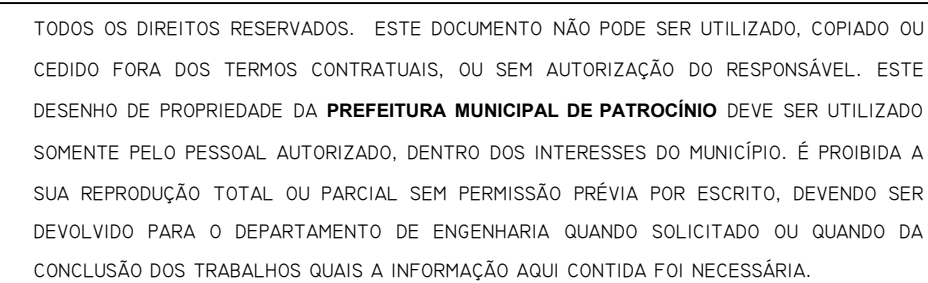 TODOS OS DIREITOS RESERVADOS. ESTE DOCUMENTO NÃO PODE SER UTILIZADO, COPIADO OU
CEDIDO FORA DOS TERMOS CONTRATUAIS, OU SEM AUTORIZAÇÃO DO RESPONSÁVEL. ESTE
DESENHO DE PROPRIEDADE DA PREFEITURA MUNICIPAL DE PATROCÍNIO DEVE SER UTILIZADO
SOMENTE PELO PESSOAL AUTORIZADO, DENTRO DOS INTERESSES DO MUNICÍPIO. É PROIBIDA A
SUA REPRODUÇÃO TOTAL OU PARCIAL SEM PERMISSÃO PRÉVIA POR ESCRITO, DEVENDO SER
DEVOLVIDO PARA O DEPARTAMENTO DE ENGENHARIA QUANDO SOLICITADO OU QUANDO DA
CONCLUSÃO DOS TRABALHOS QUAIS A INFORMAÇÃO AQUI CONTIDA FOI NECESSÁRIA.